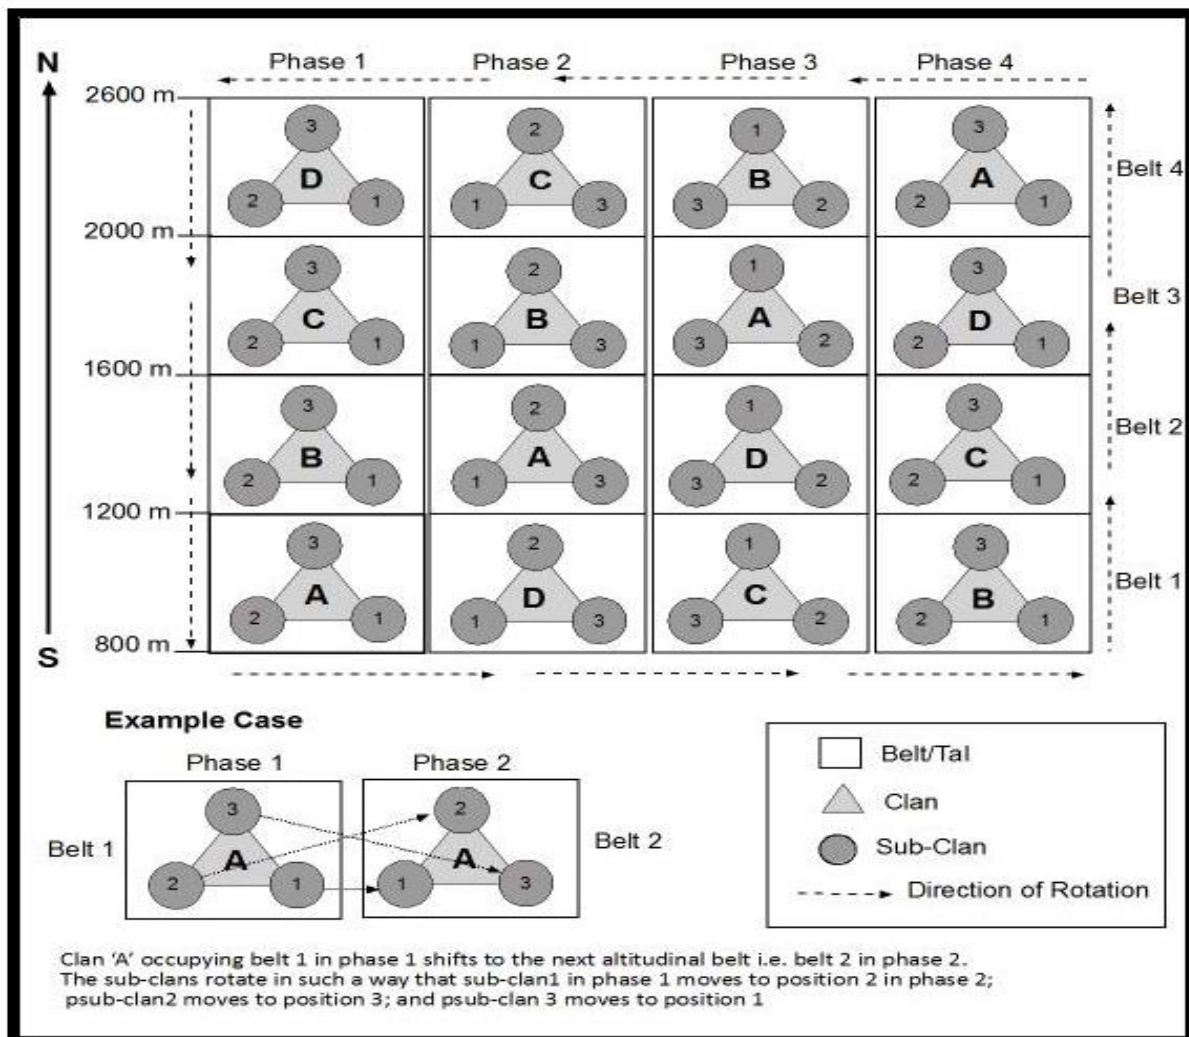 Phase 1 Phase 2 Phase 3 Phase 4
N
2600 m
3 2 1 3
D C B A Belt 4
2 1 1 3 3 2 2 1
2000 m
3 2 1 3
Belt 3
C B A D
2 1 1 3 3 2 2 1
1600 m
3 2 1 3
B A D C Belt 2
2 1 1 3 3 2 2 1
1200 m
3 2 1 3
A D C B Belt 1
2 1 1 3 3 2 2 1
800 m
S
Example Case
Phase 1 Phase 2
3 2
Belt 1 A A Belt 2
2 1 1 3
Belt/Tal
Clan
Sub-Clan
Direction of Rotation
Clan 'A' occupying belt 1 in phase 1 shifts to the next altitudinal belt i.e. belt 2 in phase 2.
The sub-clans rotate in such a way that sub-clan1 in phase 1 moves to position 2 in phase 2;
psub-clan2 moves to position 3; and psub-clan 3 moves to position 1